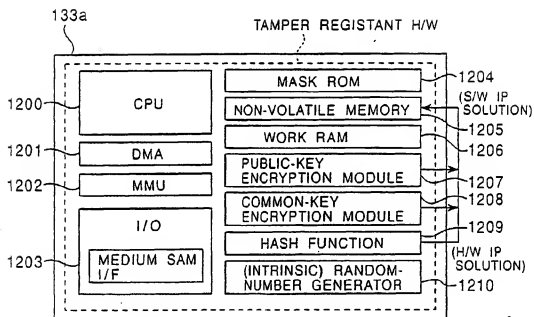 133a
TAMPER REGISTANT H/W
1200
CPU
1201
DMA
1202
MMU
1203
I/O
MEDIUM SAM
I/F
MASK ROM
1204
(S/W IP
SOLUTION)
NON-VOLATILE MEMORY
1205
WORK RAM
1206
PUBLIC-KEY
ENCRYPTION MODULE
1207
COMMON-KEY
ENCRYPTION MODULE
1208
HASH FUNCTION
1209
(H/W IP
SOLUTION)
(INTRINSIC) RANDOM-
NUMBER GENERATOR
1210